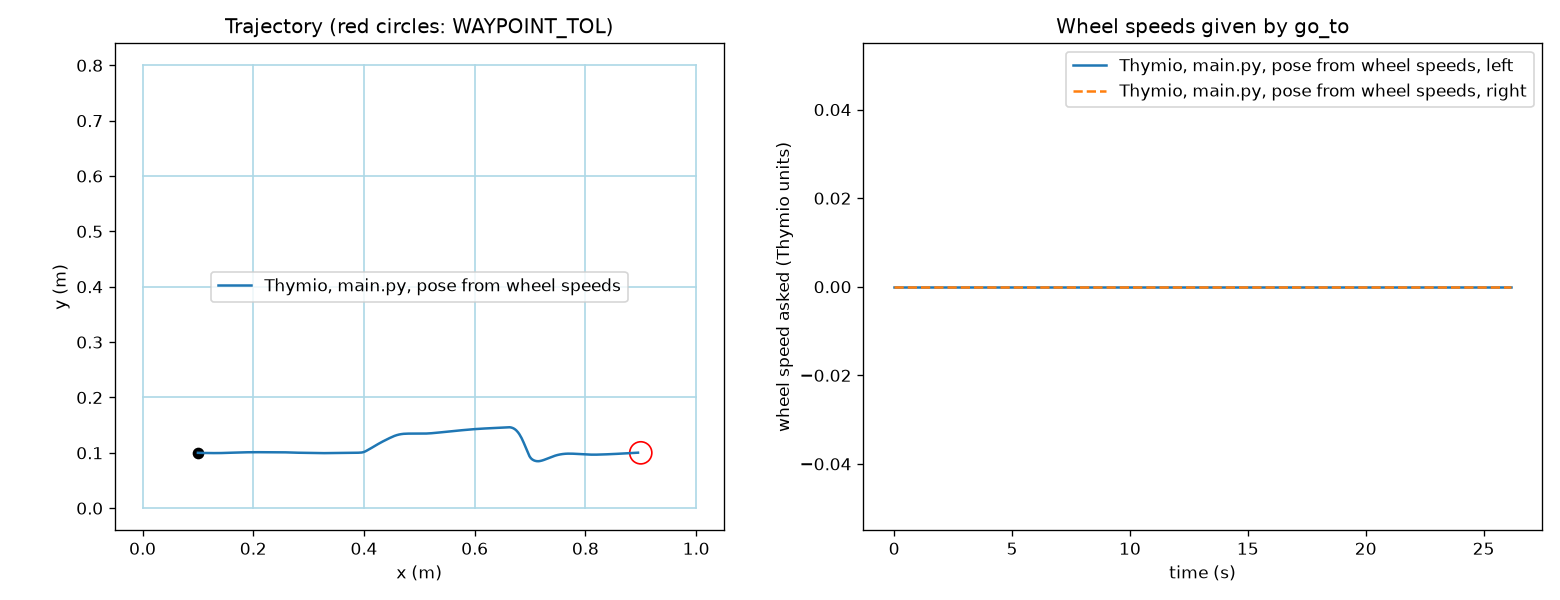 Trajectory (red circles: WAYPOINT_TOL)
0.8
0.7
0.6
0.5
0.4
0.3
0.2
0.1
0.0
y (m)
Thymio, main.py, pose from wheel speeds
0.0
0.2
0.4
0.6
0.8
1.0
x (m)
Wheel speeds given by go_to
Thymio, main.py, pose from wheel speeds, left
Thymio, main.py, pose from wheel speeds, right
0.04
0.02
0.00
−0.02
−0.04
wheel speed asked (Thymio units)
0
5
10
15
20
25
time (s)